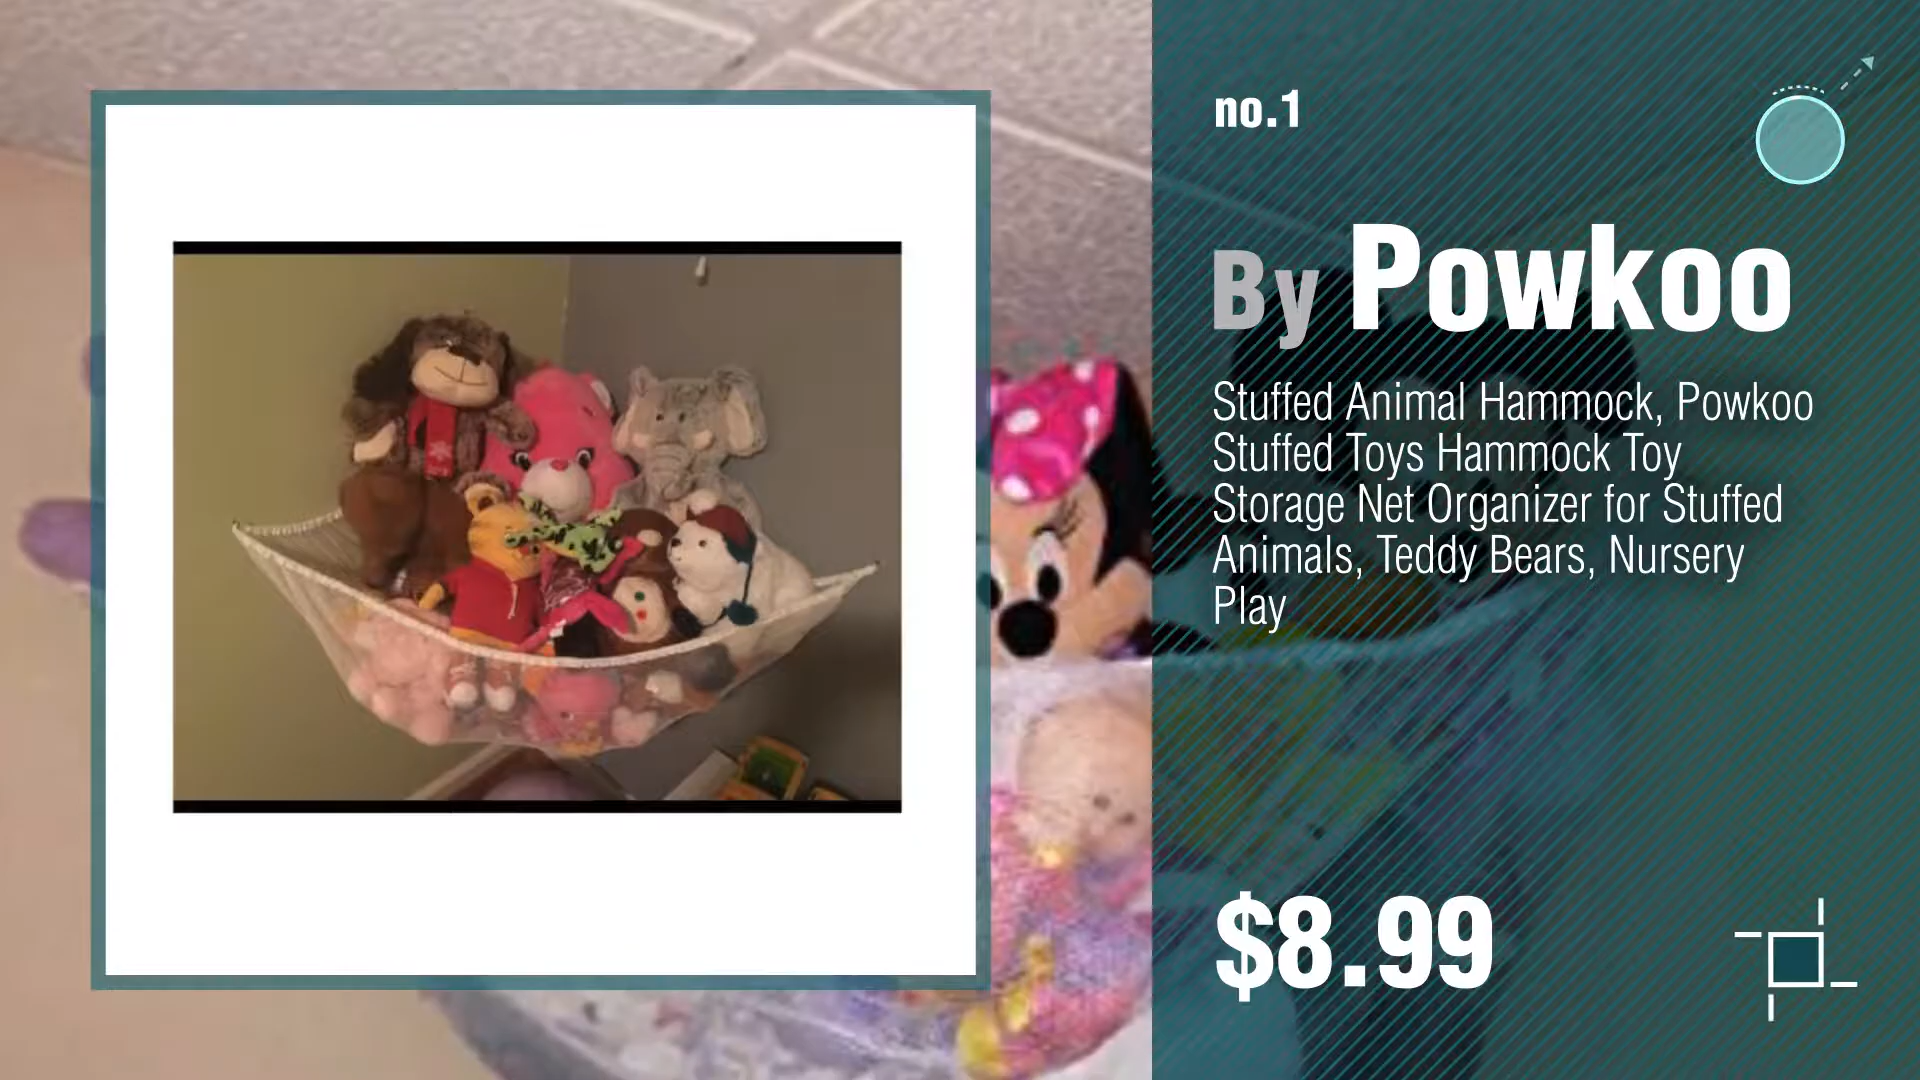 no.1
By Powkoo
Stuffed Animal Hammock, Powkoo
Stuffed Toys Hammock Toy
Storage Net Organizer for Stuffed
Animals, Teddy Bears, Nursery
Play
$8.99